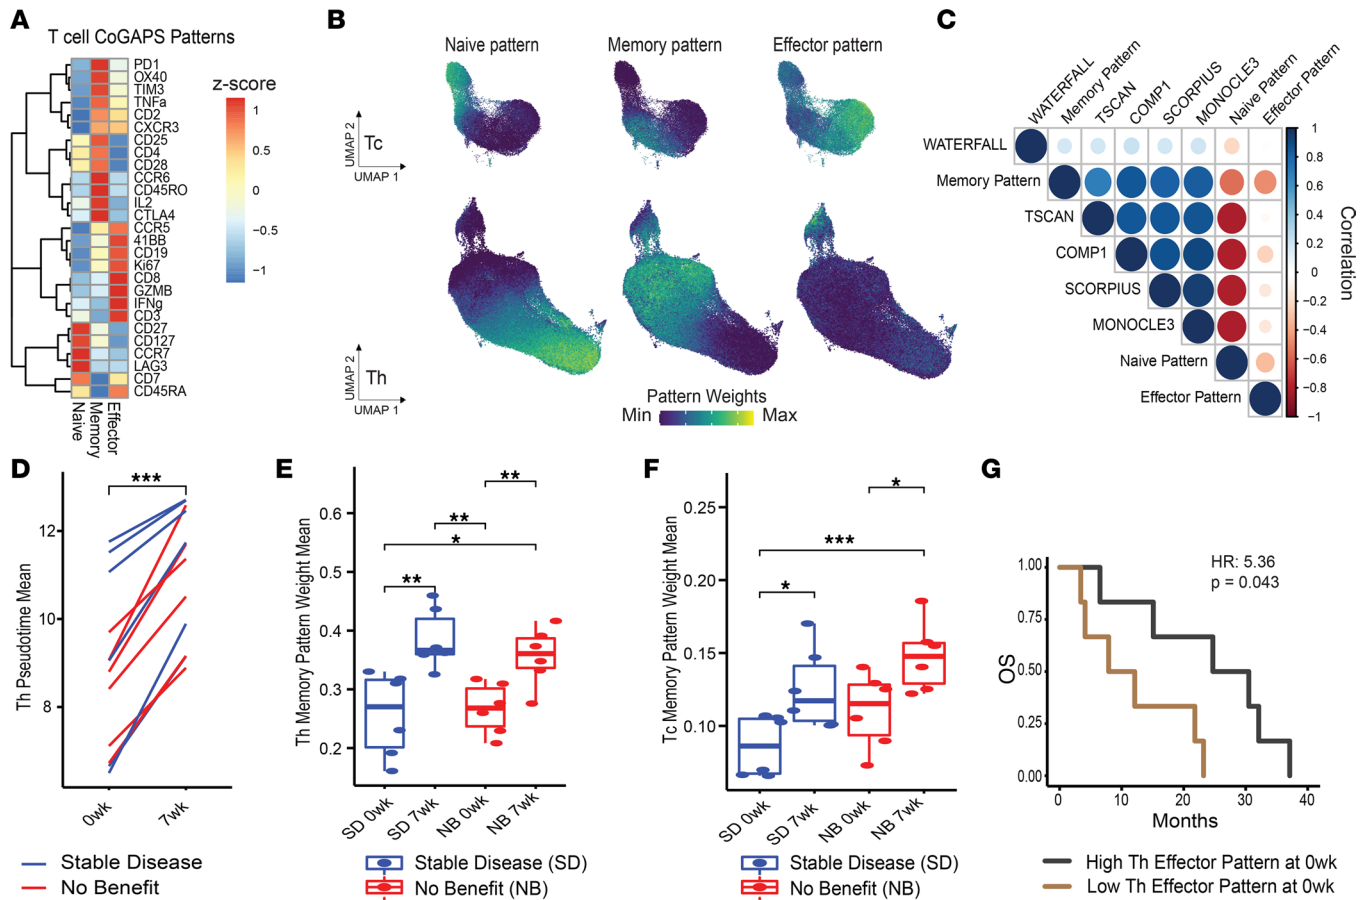 A
T cell CoGAPS Patterns
PD1
OX40
TIM3
TNFa
CD2
CXCR3
CD25
CD4
CD28
CCR6
CD45RO
IL2
CTLA4
CCR5
41BB
CD19
Ki67
CD8
GZMB
IFNg
CD3
CD27
CD127
CCR7
LAG3
CD7
CD45RA
Naive
Memory
Effector
z-score
1
0.5
0
−0.5
−1
B
Naive pattern
Memory pattern
Effector pattern
UMAP 2
Tc
UMAP 1
UMAP 2
Th
UMAP 1
Pattern Weights
Min
Max
C
WATERFALL
Memory Pattern
TSCAN
COMP1
SCORPIUS
MONOCLE3
Naive Pattern
Effector Pattern
WATERFALL
Memory Pattern
TSCAN
COMP1
SCORPIUS
MONOCLE3
Naive Pattern
Effector Pattern
1
0.8
0.6
0.4
0.2
0
−0.2
−0.4
−0.6
−0.8
−1
Correlation
D
Th Pseudotime Mean
12
10
8
***
0wk
7wk
Stable Disease
No Benefit
E
Th Memory Pattern Weight Mean
0.6
0.5
0.4
0.3
0.2
**
**
*
**
SD 0wk
SD 7wk
NB 0wk
NB 7wk
Stable Disease (SD)
No Benefit (NB)
F
Tc Memory Pattern Weight Mean
0.25
0.20
0.15
0.10
*
***
*
SD 0wk
SD 7wk
NB 0wk
NB 7wk
Stable Disease (SD)
No Benefit (NB)
G
HR: 5.36
p = 0.043
OS
1.00
0.75
0.50
0.25
0.00
0
10
20
30
40
Months
High Th Effector Pattern at 0wk
Low Th Effector Pattern at 0wk